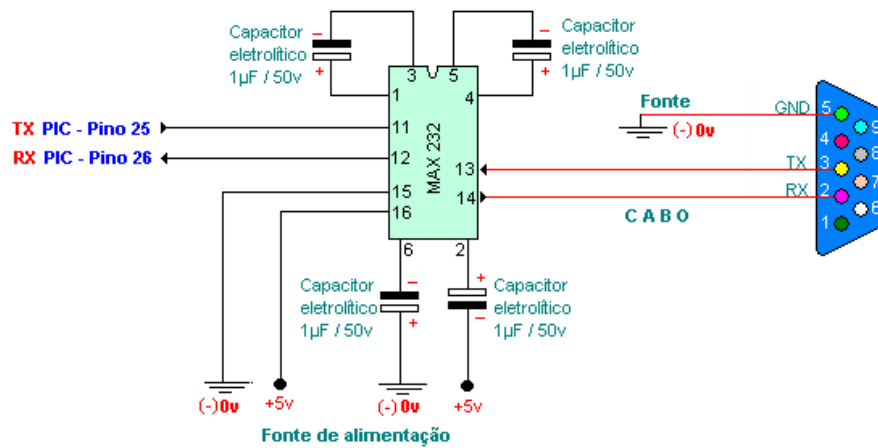 Capacitor
eletrolítico
1µF / 50v
–
+
3
5
1
4
–
+
Capacitor
eletrolítico
1µF / 50v
TX PIC - Pino 25
RX PIC - Pino 26
11
12
15
16
MAX 232
13
14
6
2
Fonte
(-) 0v
GND
TX
RX
C A B O
5
4
3
2
1
9
8
7
6
Capacitor
eletrolítico
1µF / 50v
–
+
+
–
Capacitor
eletrolítico
1µF / 50v
(-) 0v
+5v
(-) 0v
+5v
Fonte de alimentação